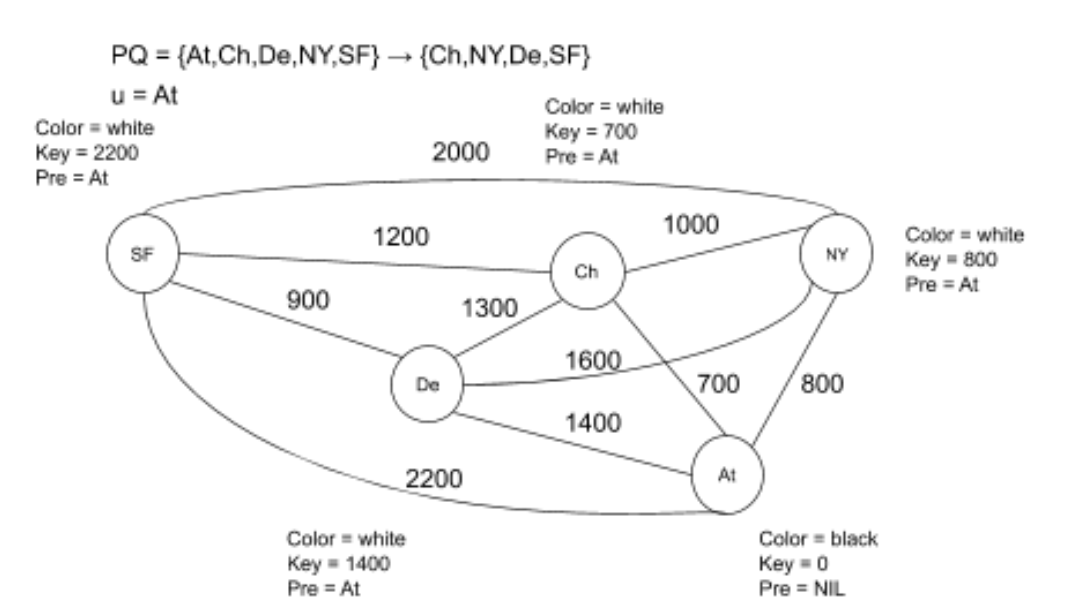 PQ = {At,Ch,De,NY,SF} → {Ch,NY,De,SF}
u = At
Color = white
Key = 2200
Pre = At
Color = white
Key = 700
Pre = At
2000
SF
1200
Ch
1000
NY
Color = white
Key = 800
Pre = At
900
1300
De
1600
700
800
1400
At
2200
Color = white
Key = 1400
Pre = At
Color = black
Key = 0
Pre = NIL